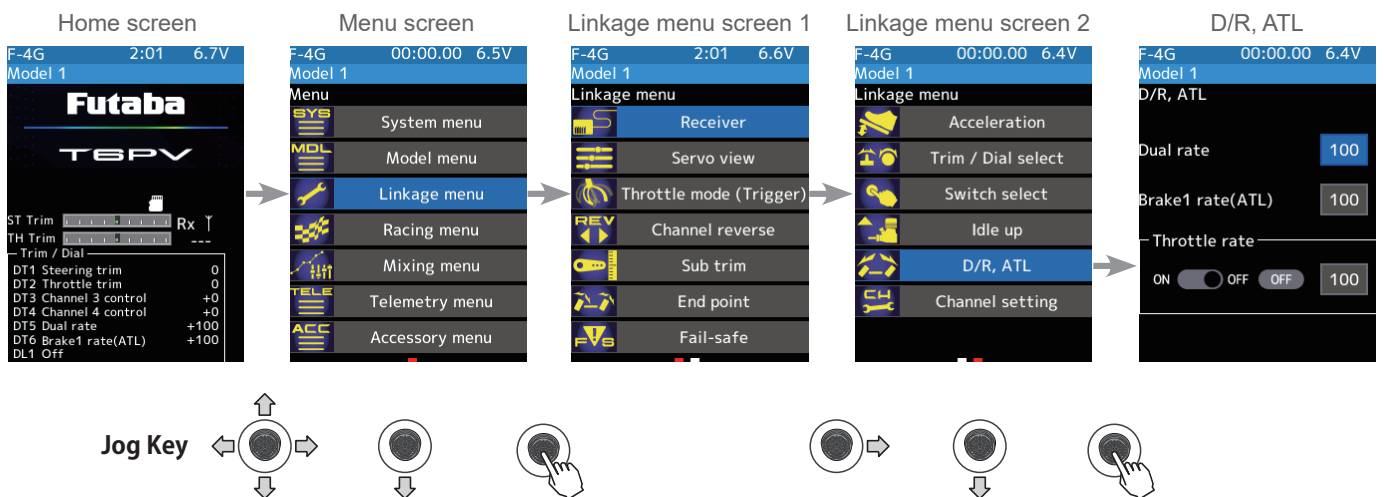 Home screen
F-4G 2:01 6.7V
Model 1
Futaba
T6PV
ST Trim Rx
TH Trim ---
Trim / Dial
DT1 Steering trim 0
DT2 Throttle trim 0
DT3 Channel 3 control +0
DT4 Channel 4 control +0
DT5 Dual rate +100
DT6 Brake1 rate(ATL) +100
DL1 Off
Menu screen
F-4G 00:00.00 6.5V
Model 1
Menu
SYS System menu
MDL Model menu
Linkage menu
Racing menu
Mixing menu
TELE Telemetry menu
ACC Accessory menu
Linkage menu screen 1
F-4G 2:01 6.6V
Model 1
Linkage menu
Receiver
Servo view
Throttle mode (Trigger)
REV Channel reverse
Sub trim
End point
F/S Fail-safe
Linkage menu screen 2
F-4G 00:00.00 6.4V
Model 1
Linkage menu
Acceleration
Trim / Dial select
Switch select
Idle up
D/R, ATL
CH Channel setting
D/R, ATL
F-4G 00:00.00 6.4V
Model 1
D/R, ATL
Dual rate 100
Brake1 rate(ATL) 100
Throttle rate
ON OFF OFF 100
Jog Key